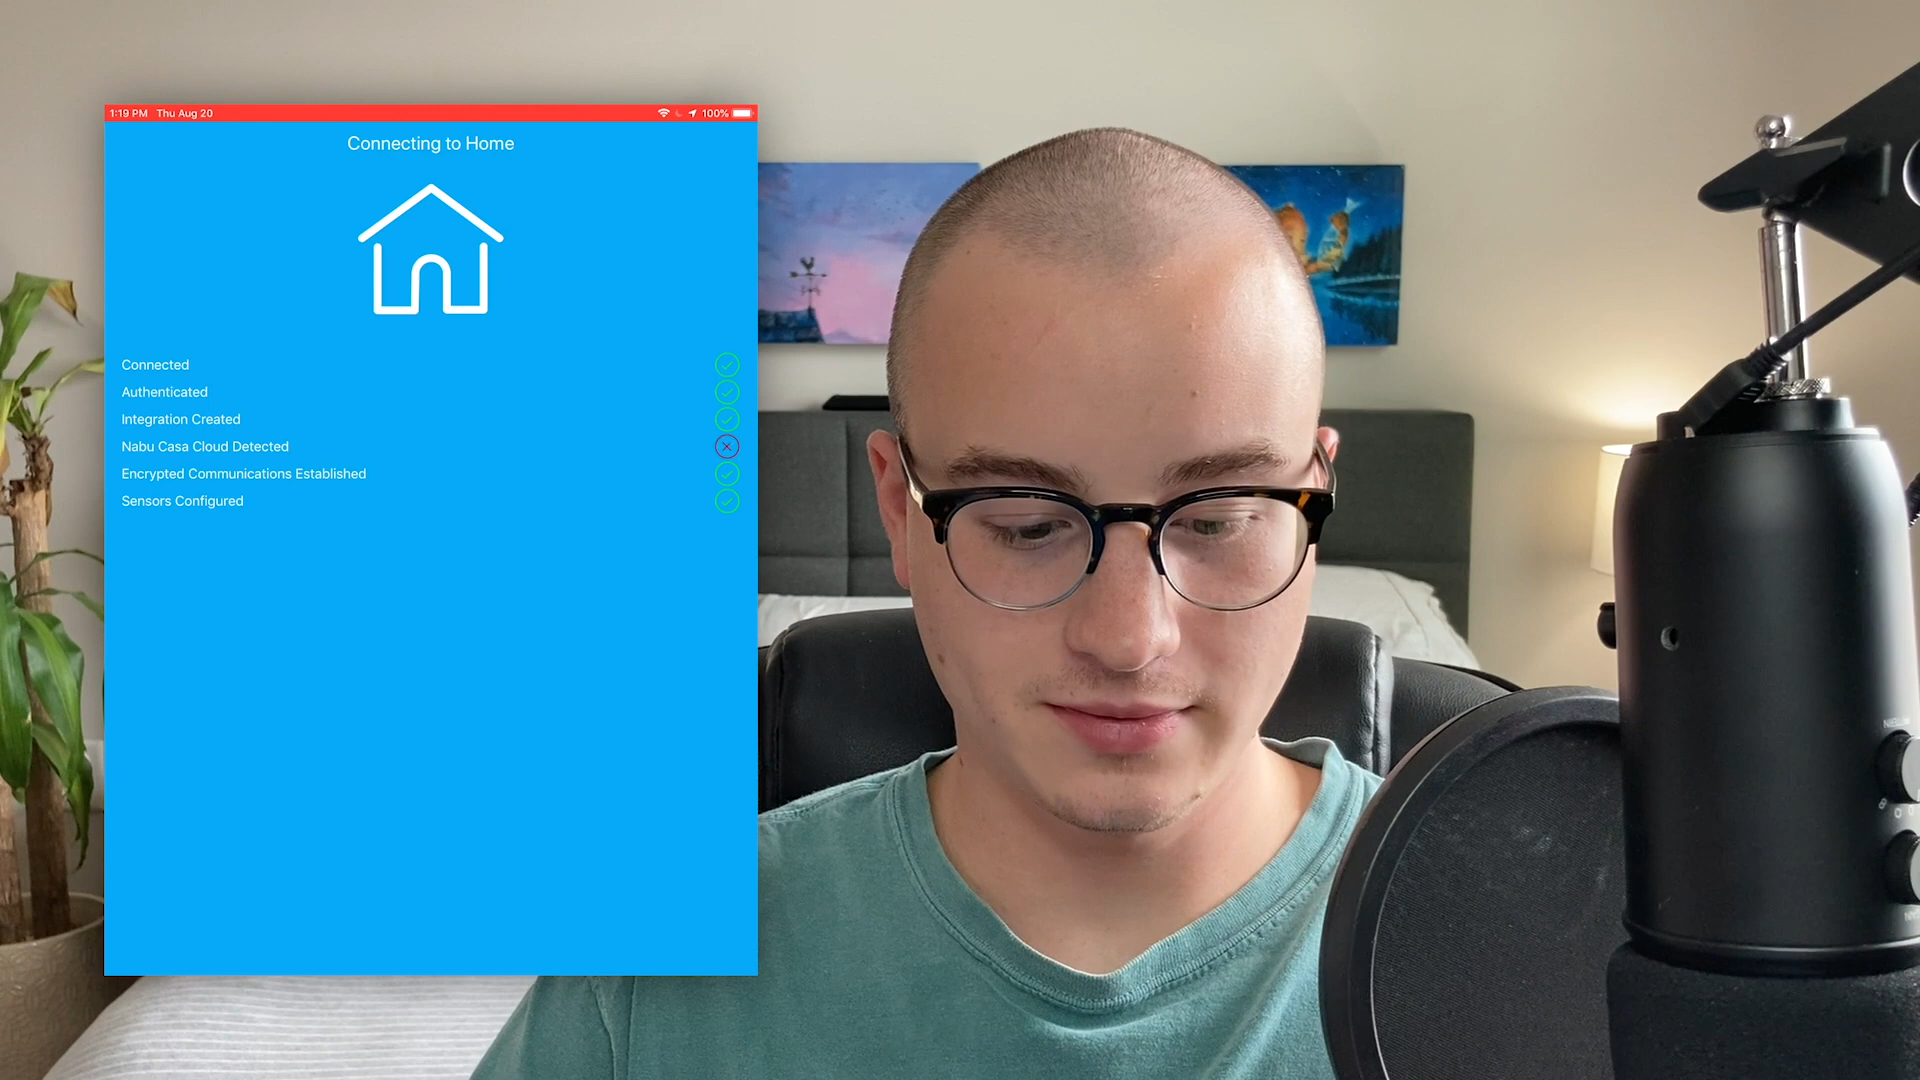 1:19 PM Thu Aug 20 100%
Connecting to Home
Connected
Authenticated
Integration Created
Nabu Casa Cloud Detected
Encrypted Communications Established
Sensors Configured